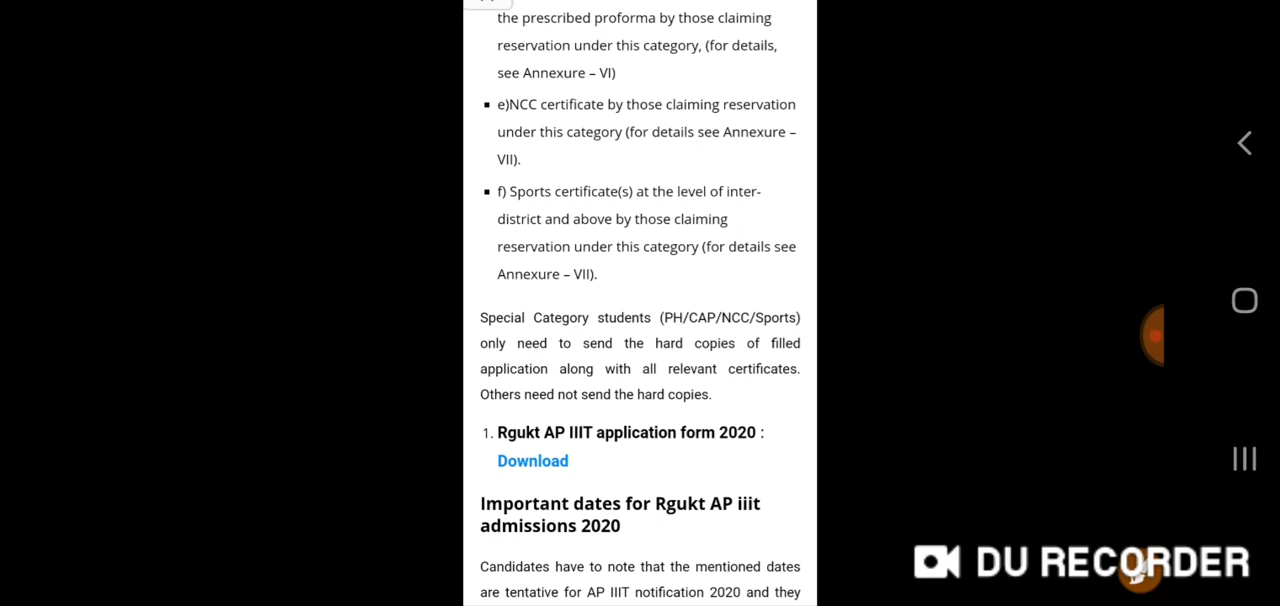 the prescribed proforma by those claiming
reservation under this category, (for details,
see Annexure – VI)
▪ e)NCC certificate by those claiming reservation
under this category (for details see Annexure –
VII).
▪ f) Sports certificate(s) at the level of inter-
district and above by those claiming
reservation under this category (for details see
Annexure – VII).
Special Category students (PH/CAP/NCC/Sports)
only need to send the hard copies of filled
application along with all relevant certificates.
Others need not send the hard copies.
1. Rgukt AP IIIT application form 2020 :
Download
Important dates for Rgukt AP iiit
admissions 2020
Candidates have to note that the mentioned dates
are tentative for AP IIIT notification 2020 and they
DU RECORDER